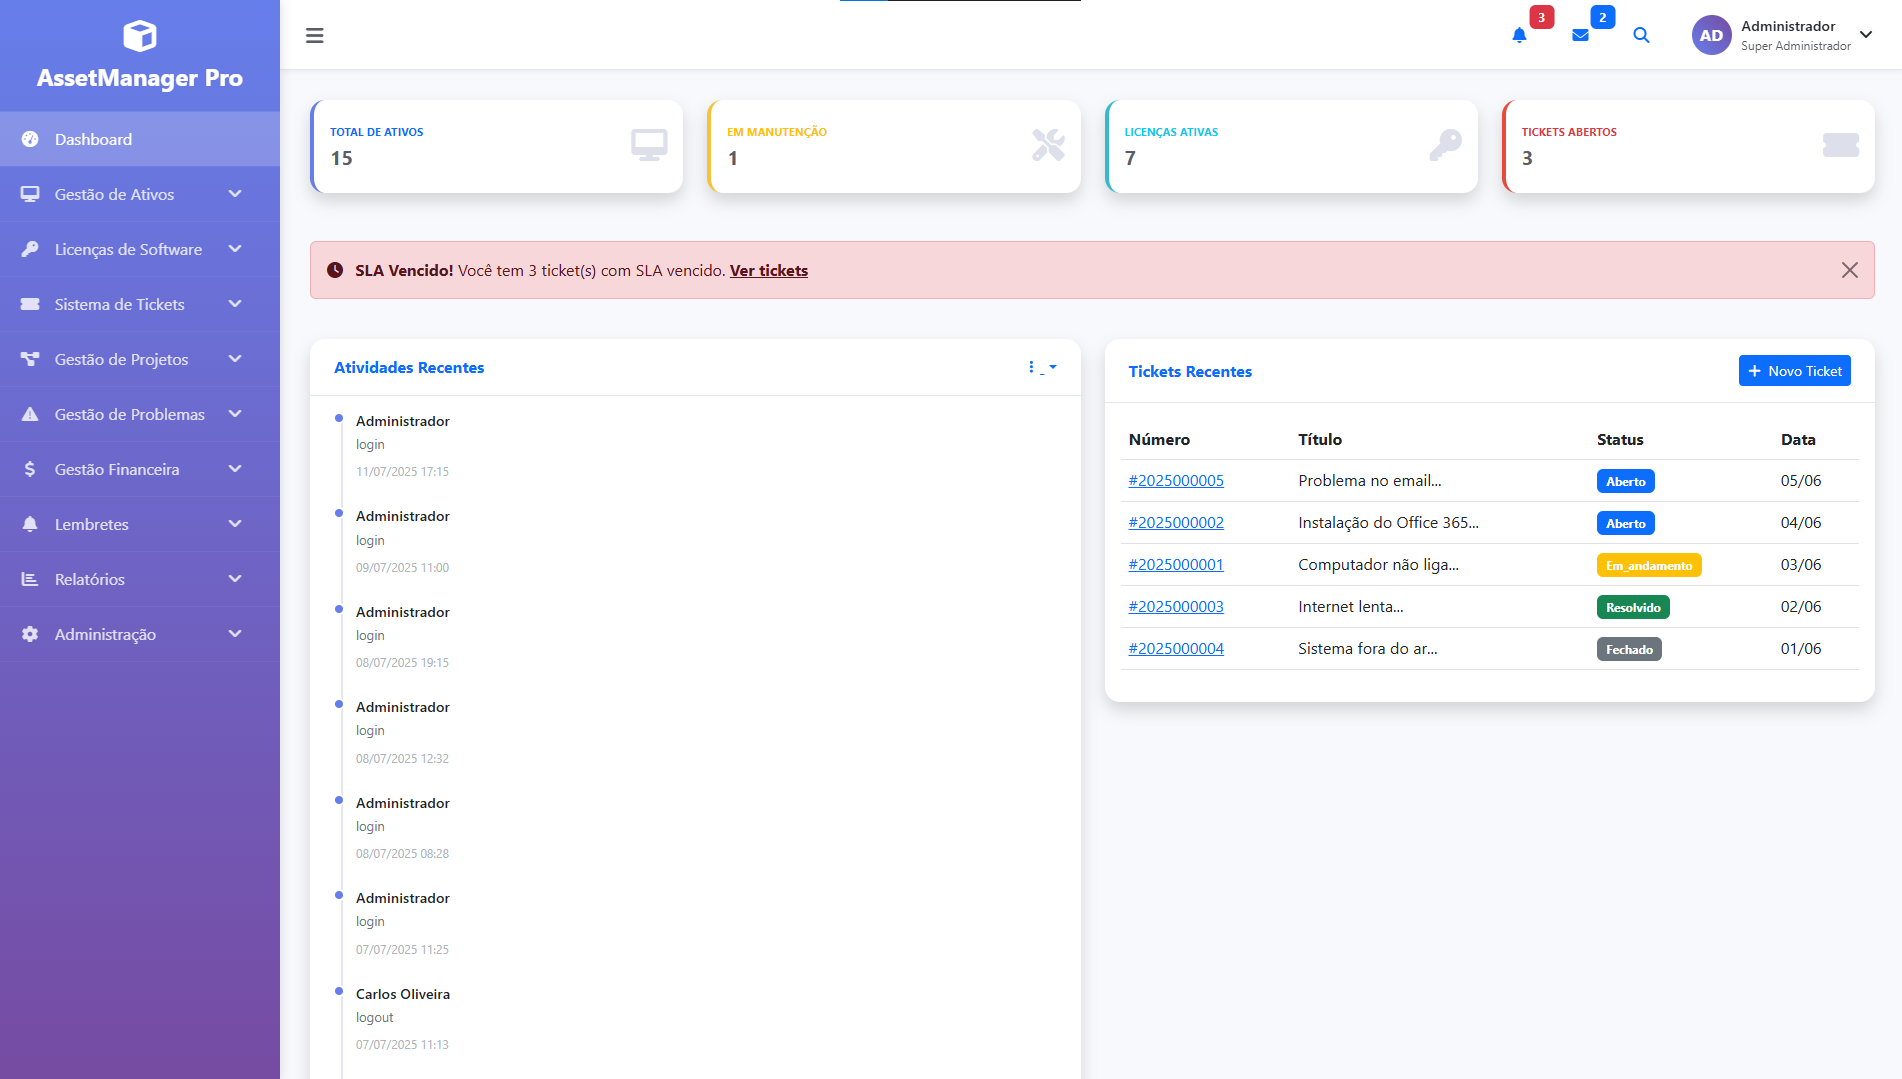 AssetManager Pro
Dashboard
Gestão de Ativos
Licenças de Software
Sistema de Tickets
Gestão de Projetos
Gestão de Problemas
Gestão Financeira
Lembretes
Relatórios
Administração
3
2
AD
Administrador
Super Administrador
TOTAL DE ATIVOS
15
EM MANUTENÇÃO
1
LICENÇAS ATIVAS
7
TICKETS ABERTOS
3
SLA Vencido! Você tem 3 ticket(s) com SLA vencido. Ver tickets
Atividades Recentes
Administrador
login
11/07/2025 17:15
Administrador
login
09/07/2025 11:00
Administrador
login
08/07/2025 19:15
Administrador
login
08/07/2025 12:32
Administrador
login
08/07/2025 08:28
Administrador
login
07/07/2025 11:25
Carlos Oliveira
logout
07/07/2025 11:13
Tickets Recentes
+ Novo Ticket
Número Título Status Data
#2025000005 Problema no email... Aberto 05/06
#2025000002 Instalação do Office 365... Aberto 04/06
#2025000001 Computador não liga... Em_andamento 03/06
#2025000003 Internet lenta... Resolvido 02/06
#2025000004 Sistema fora do ar... Fechado 01/06